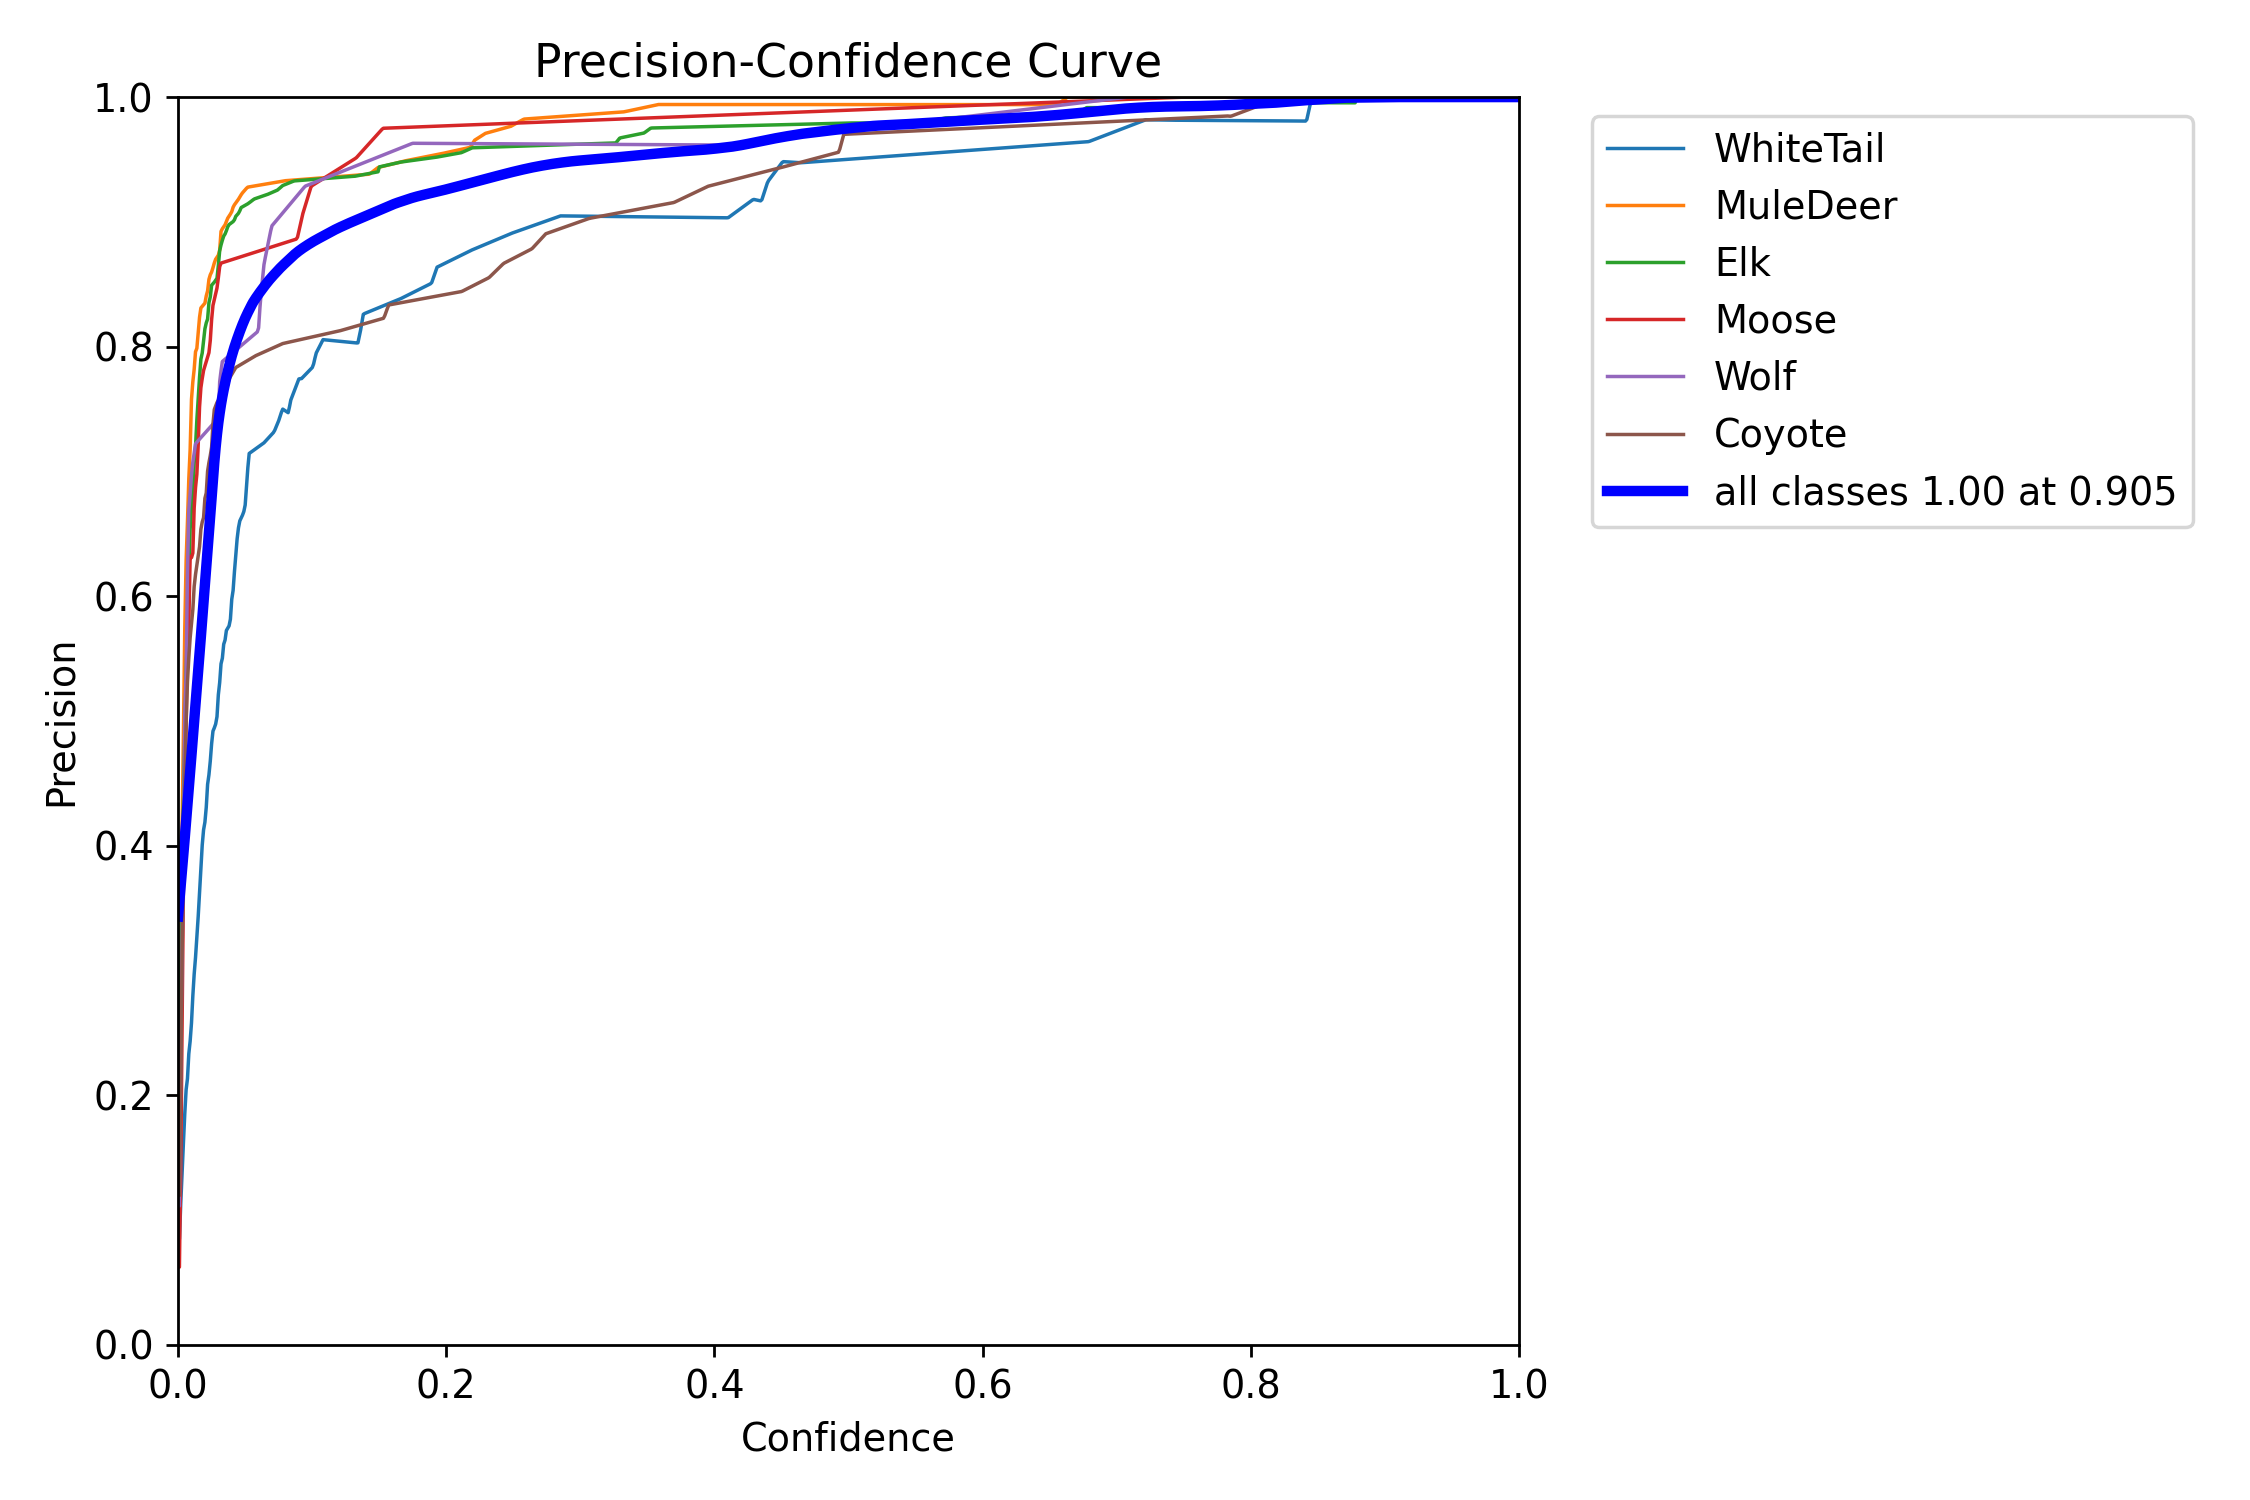 Precision-Confidence Curve
1.0
0.8
0.6
0.4
0.2
0.0
Precision
0.0 0.2 0.4 0.6 0.8 1.0
Confidence
WhiteTail
MuleDeer
Elk
Moose
Wolf
Coyote
all classes 1.00 at 0.905